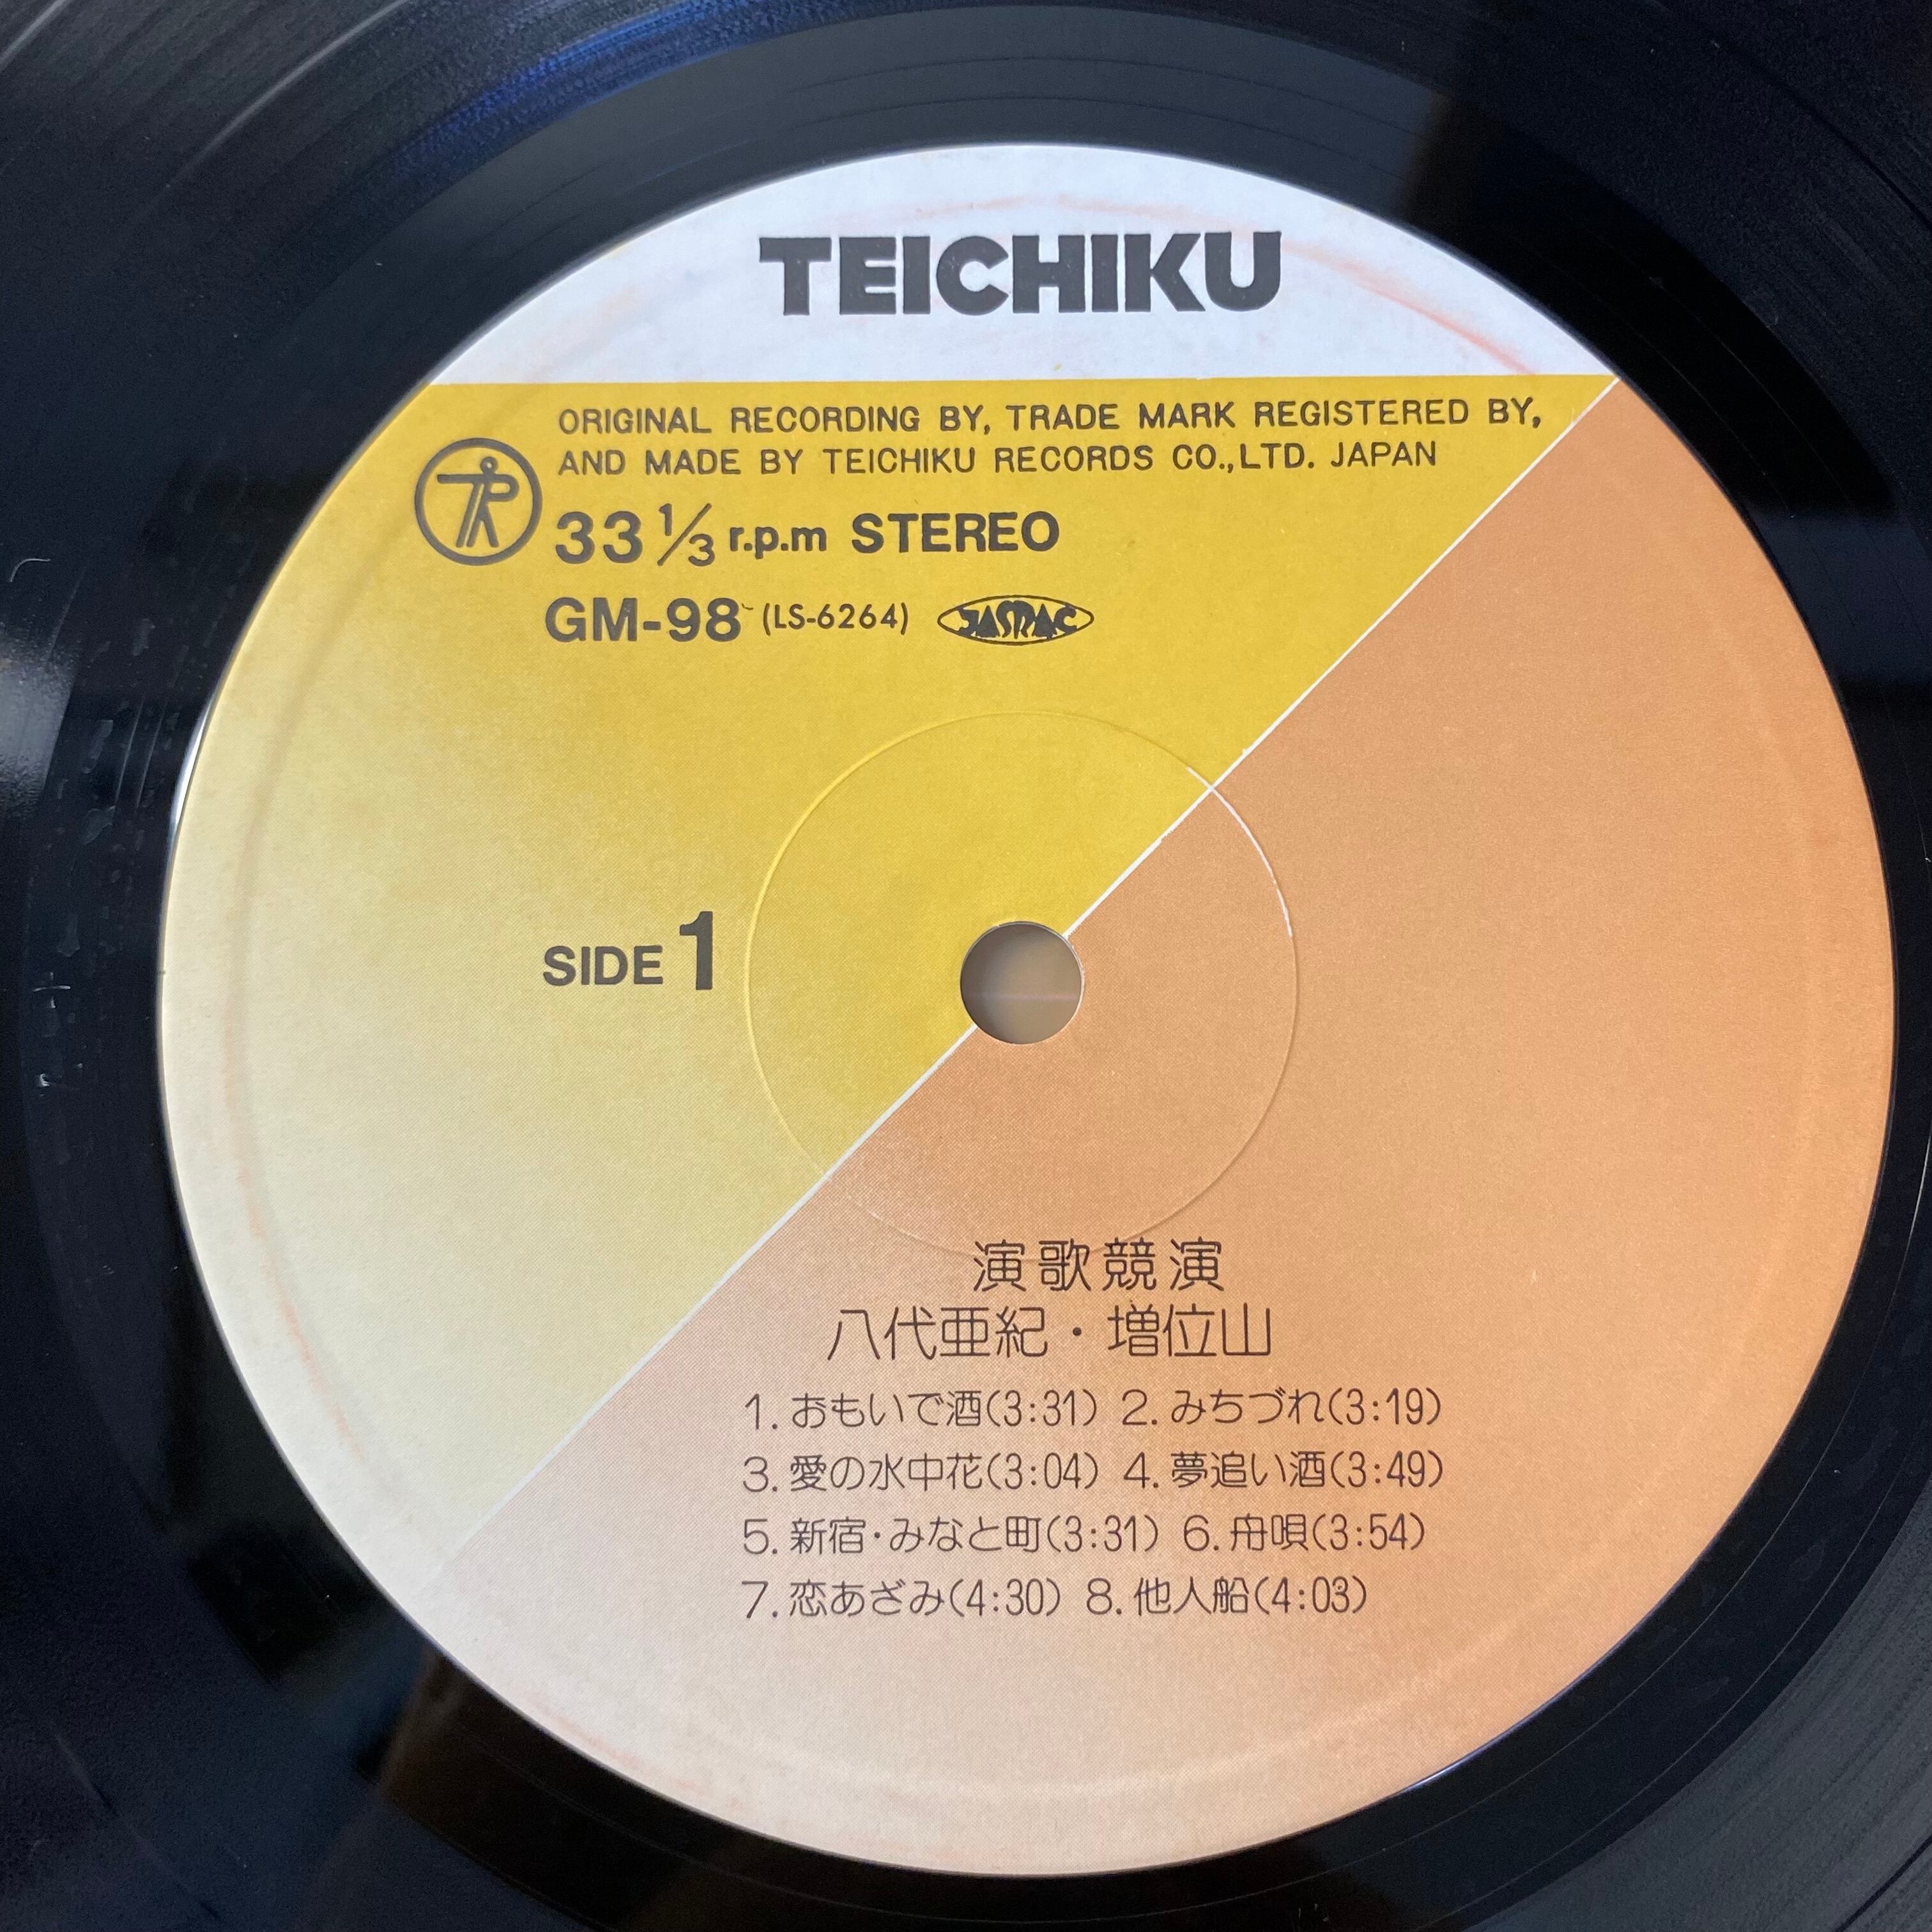 TEICHIKU
ORIGINAL RECORDING BY, TRADE MARK REGISTERED BY,
AND MADE BY TEICHIKU RECORDS CO.,LTD. JAPAN
33 1/3 r.p.m STEREO
GM-98 (LS-6264) JASRAC
SIDE 1
演歌競演
八代亜紀・増位山
1. おもいで酒(3:31) 2. みちづれ(3:19)
3. 愛の水中花(3:04) 4. 夢追い酒(3:49)
5. 新宿・みなと町(3:31) 6. 舟唄(3:54)
7. 恋あざみ(4:30) 8. 他人船(4:03)